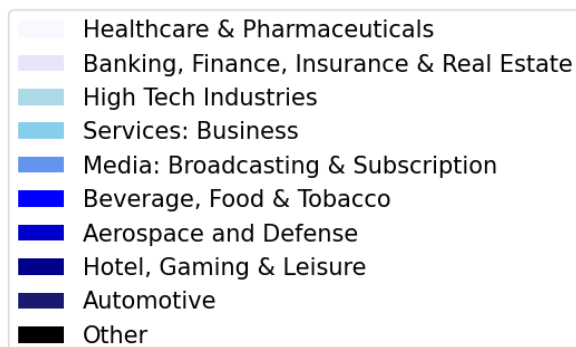 Healthcare & Pharmaceuticals
Banking, Finance, Insurance & Real Estate
High Tech Industries
Services: Business
Media: Broadcasting & Subscription
Beverage, Food & Tobacco
Aerospace and Defense
Hotel, Gaming & Leisure
Automotive
Other